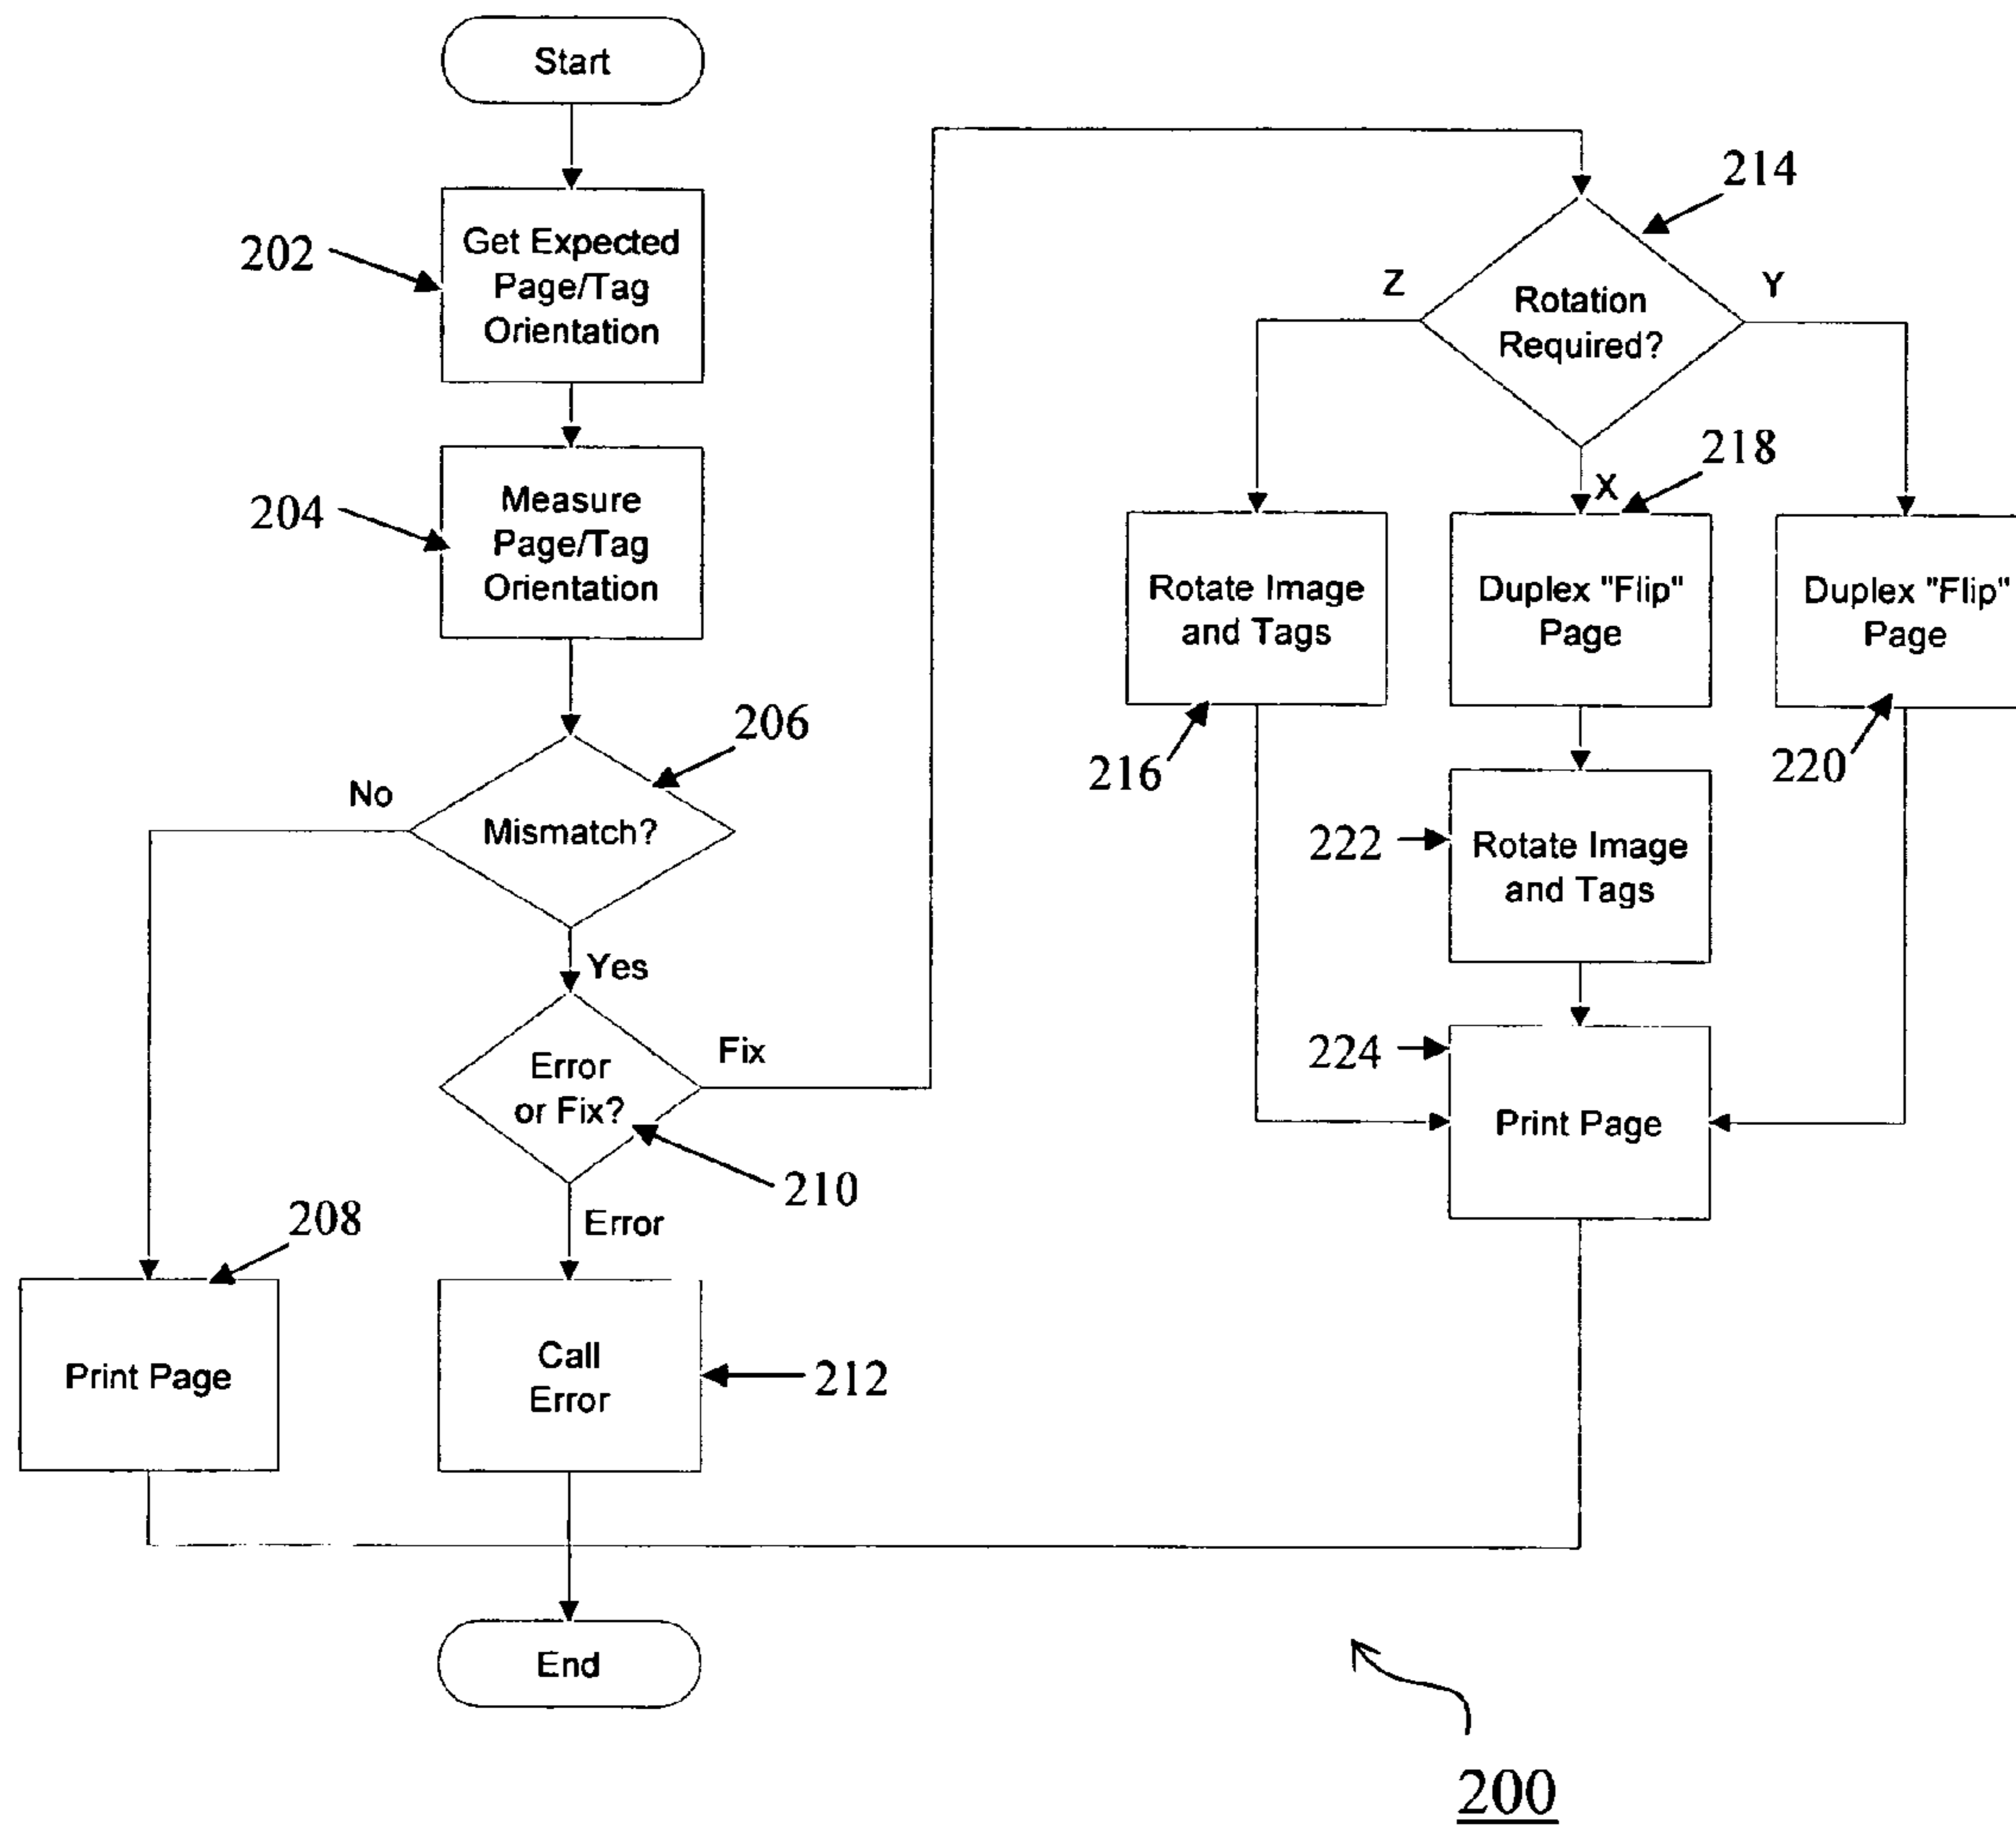 Start
202
Get Expected
Page/Tag
Orientation
204
Measure
Page/Tag
Orientation
206
No
Mismatch?
Yes
Error
or Fix?
Fix
210
Error
208
Print Page
Call
Error
212
End
214
Z
Rotation
Required?
Y
X
218
Rotate Image
and Tags
216
Duplex "Flip"
Page
Duplex "Flip"
Page
220
222
Rotate Image
and Tags
224
Print Page
200